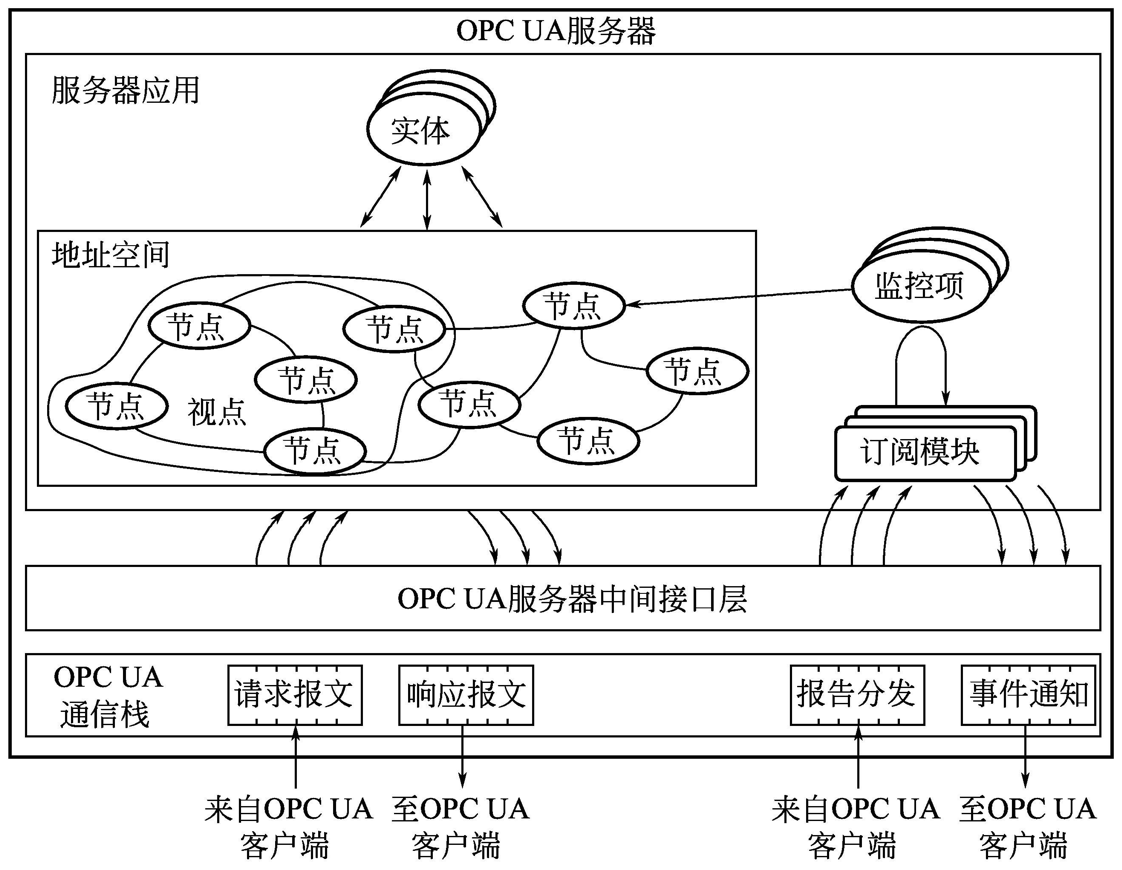 OPC UA服务器
服务器应用
实体
地址空间
监控项
节点
节点
节点
节点
节点
节点
节点
视点
节点
节点
订阅模块
OPC UA服务器中间接口层
OPC UA
通信栈
请求报文
响应报文
报告分发
事件通知
来自OPC UA
客户端
至OPC UA
客户端
来自OPC UA
客户端
至OPC UA
客户端